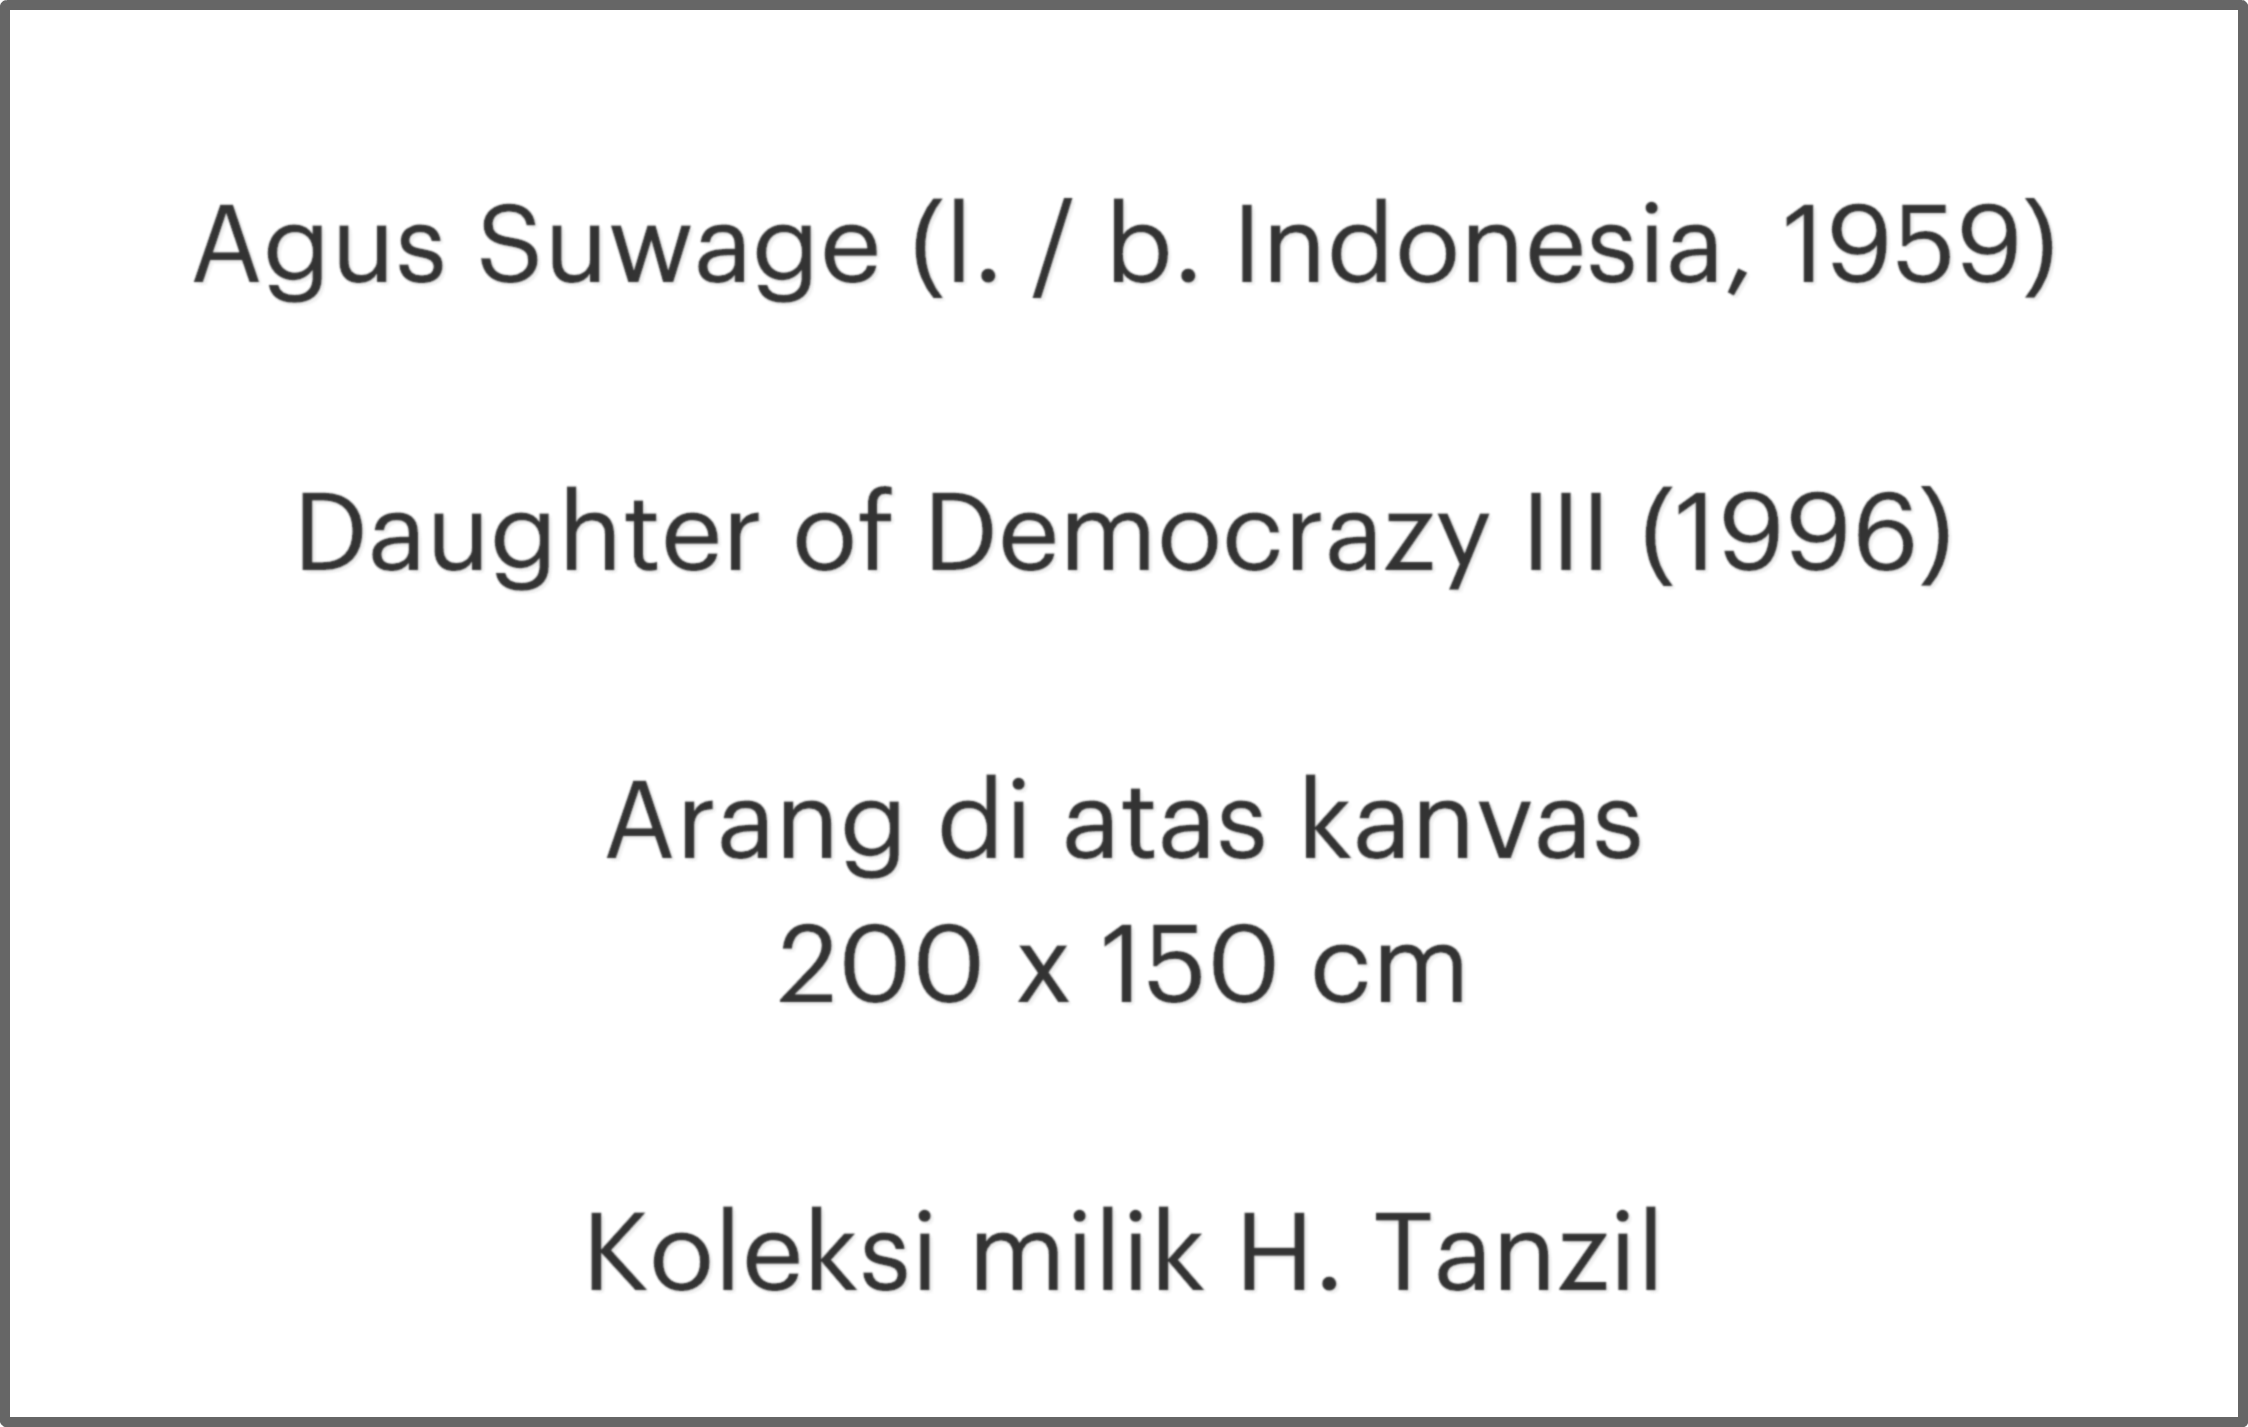 Agus Suwage (l. / b. Indonesia, 1959)
Daughter of Democrazy III (1996)
Arang di atas kanvas
200 x 150 cm
Koleksi milik H. Tanzil